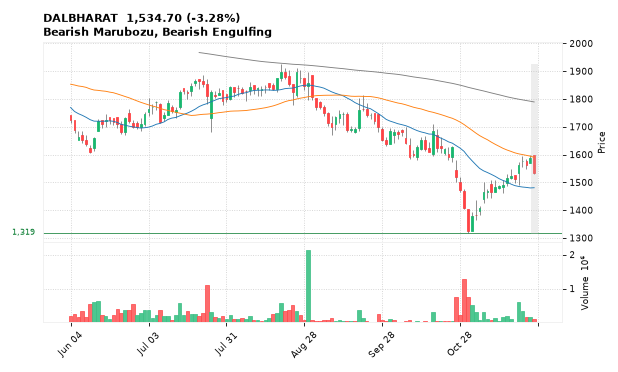 DALBHARAT 1,534.70 (-3.28%)
Bearish Marubozu, Bearish Engulfing
2000
1900
1800
1700
1600
1500
1400
1300
Price
1,319
2
1
Volume 10⁶
Jun 04
Jul 03
Jul 31
Aug 28
Sep 28
Oct 28